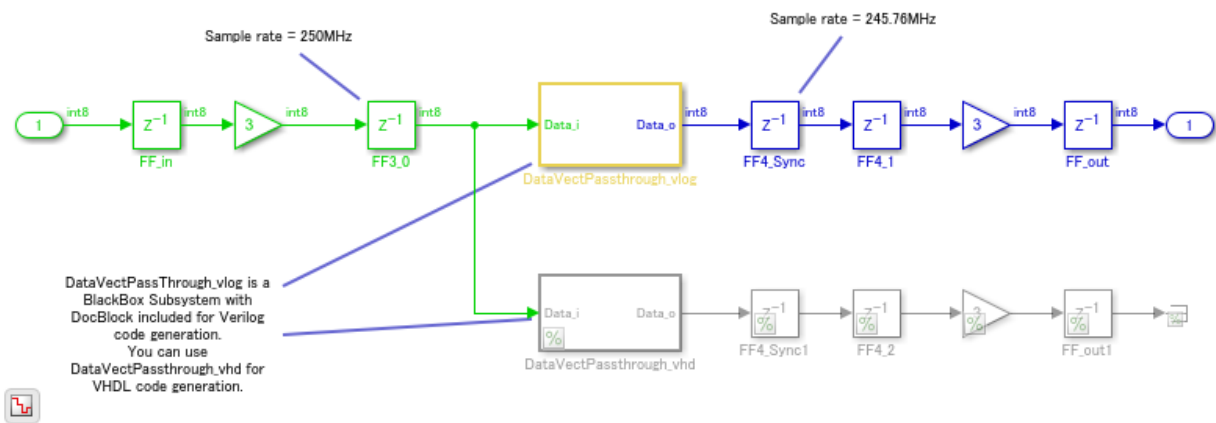 Sample rate = 250MHz
Sample rate = 245.76MHz
1
int8
z⁻¹
FF_in
int8
3
int8
z⁻¹
FF3_0
int8
Data_i
Data_o
DataVectPassthrough_vlog
int8
z⁻¹
FF4_Sync
int8
z⁻¹
FF4_1
int8
3
int8
z⁻¹
FF_out
int8
1
DataVectPassThrough_vlog is a
BlackBox Subsystem with
DocBlock included for Verilog
code generation.
You can use
DataVectPassthrough_vhd for
VHDL code generation.
Data_i
Data_o
%
DataVectPassthrough_vhd
z⁻¹
%
FF4_Sync1
z⁻¹
%
FF4_2
3
%
z⁻¹
%
FF_out1
%